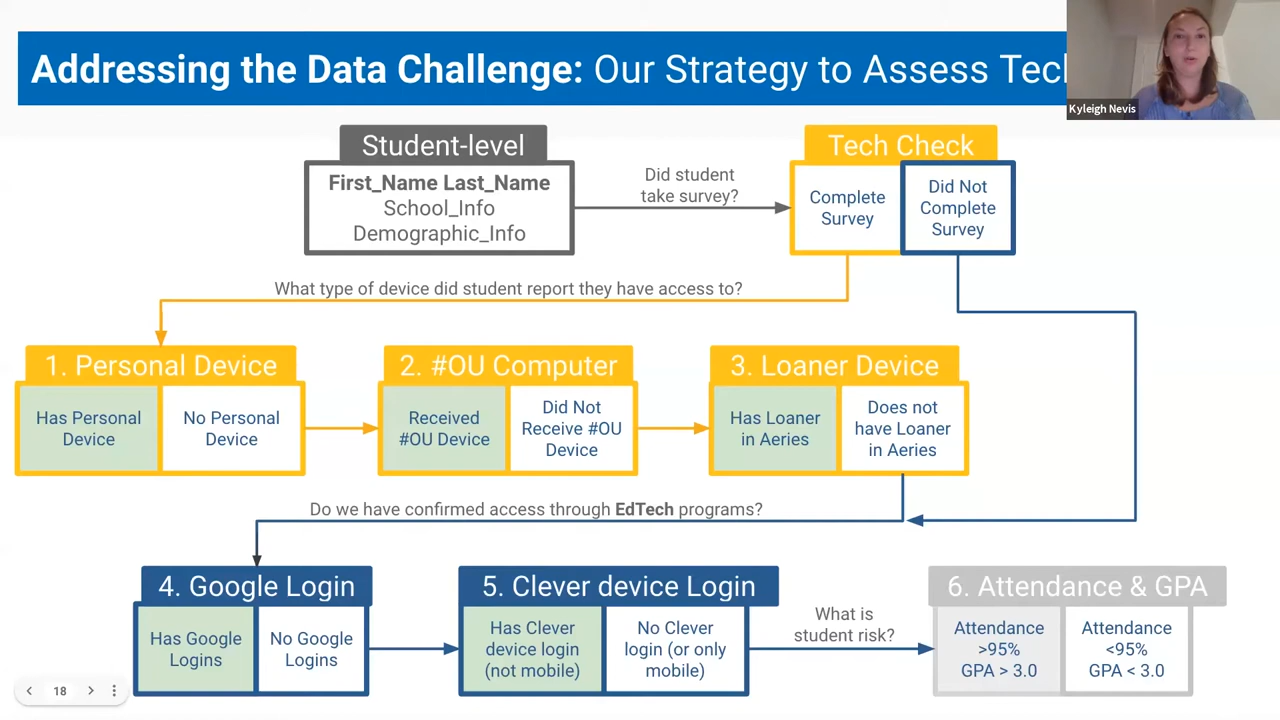 Addressing the Data Challenge: Our Strategy to Assess Tec
Kyleigh Nevis
Student-level
First_Name Last_Name
School_Info
Demographic_Info
Did student
take survey?
Tech Check
Complete
Survey
Did Not
Complete
Survey
What type of device did student report they have access to?
1. Personal Device
Has Personal
Device
No Personal
Device
2. #OU Computer
Received
#OU Device
Did Not
Receive #OU
Device
3. Loaner Device
Has Loaner
in Aeries
Does not
have Loaner
in Aeries
Do we have confirmed access through EdTech programs?
4. Google Login
Has Google
Logins
No Google
Logins
5. Clever device Login
Has Clever
device login
(not mobile)
No Clever
login (or only
mobile)
What is
student risk?
6. Attendance & GPA
Attendance
>95%
GPA > 3.0
Attendance
<95%
GPA < 3.0
18